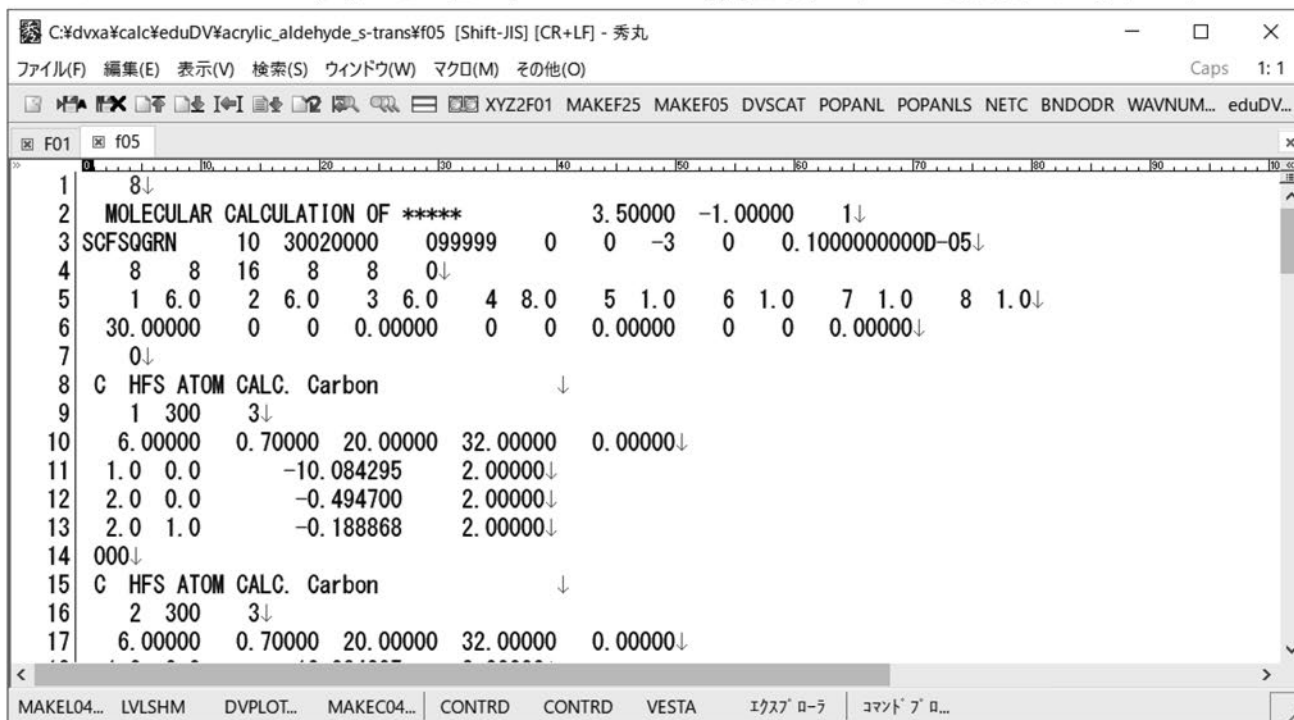 C:¥dvxa¥calc¥eduDV¥acrylic_aldehyde_s-trans¥f05 [Shift-JIS] [CR+LF] - 秀丸
ファイル(F) 編集(E) 表示(V) 検索(S) ウィンドウ(W) マクロ(M) その他(O) Caps 1: 1
XYZ2F01 MAKEF25 MAKEF05 DVSCAT POPANL POPANLS NETC BNDODR WAVNUM... eduDV...
F01 f05
0 10 20 30 40 50 60 70 80 90 10
1 8↓
2 MOLECULAR CALCULATION OF ***** 3.50000 -1.00000 1↓
3 SCFSQGRN 10 30020000 099999 0 0 -3 0 0.1000000000D-05↓
4 8 8 16 8 8 0↓
5 1 6.0 2 6.0 3 6.0 4 8.0 5 1.0 6 1.0 7 1.0 8 1.0↓
6 30.00000 0 0 0.00000 0 0 0.00000 0 0 0.00000↓
7 0↓
8 C HFS ATOM CALC. Carbon ↓
9 1 300 3↓
10 6.00000 0.70000 20.00000 32.00000 0.00000↓
11 1.0 0.0 -10.084295 2.00000↓
12 2.0 0.0 -0.494700 2.00000↓
13 2.0 1.0 -0.188868 2.00000↓
14 000↓
15 C HFS ATOM CALC. Carbon ↓
16 2 300 3↓
17 6.00000 0.70000 20.00000 32.00000 0.00000↓
MAKEL04... LVLSHM DVPLOT... MAKEC04... CONTRD CONTRD VESTA ｴｸｽﾌﾟﾛｰﾗ ｺﾏﾝﾄﾞﾌﾟﾛ...